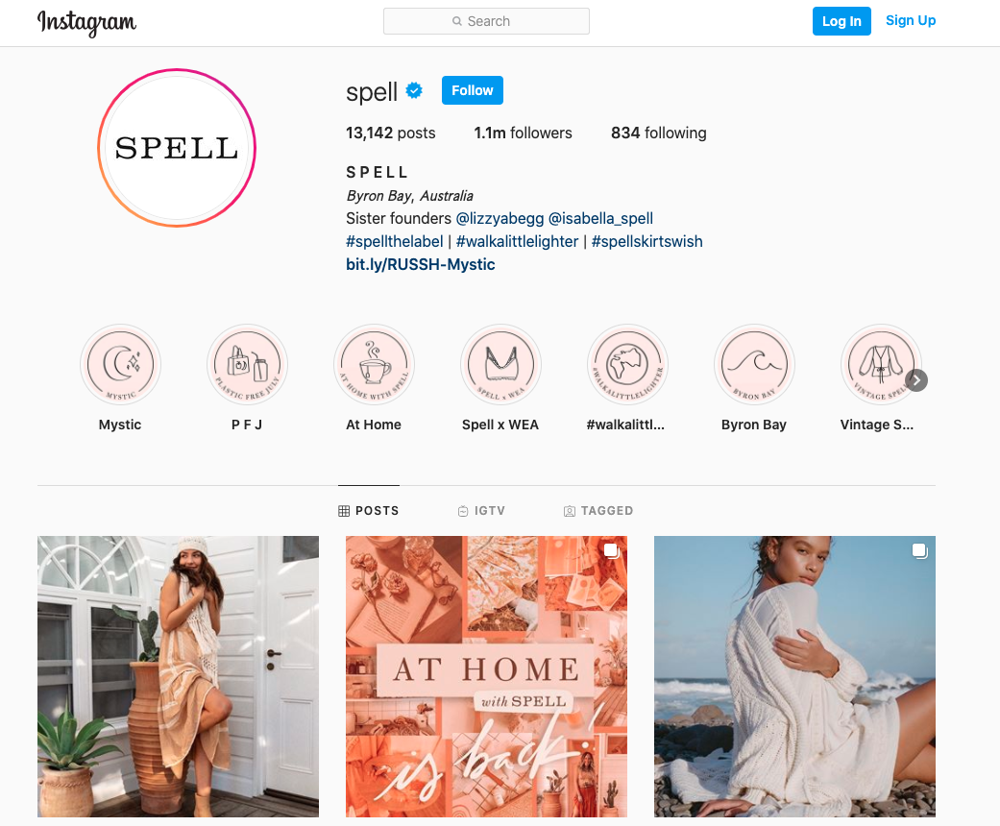 Instagram
Search
Log In
Sign Up
SPELL
spell
Follow
13,142 posts
1.1m followers
834 following
S P E L L
Byron Bay, Australia
Sister founders @lizzyabegg @isabella_spell
#spellthelabel | #walkalittlelighter | #spellskirtswish
bit.ly/RUSSH-Mystic
MYSTIC
PLASTIC FREE JULY
AT HOME WITH SPELL
SPELL x WEA
#WALKALITTLELIGHTER
BYRON BAY
VINTAGE SPELL
Mystic
P F J
At Home
Spell x WEA
#walkalittl...
Byron Bay
Vintage S...
POSTS
IGTV
TAGGED
AT HOME
with SPELL
is back.